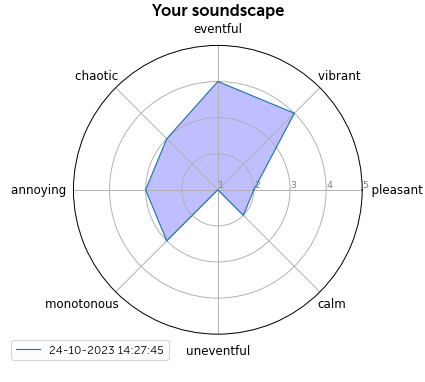 Your soundscape
eventful
chaotic
vibrant
annoying
1
2
3
4
5
pleasant
monotonous
calm
uneventful
24-10-2023 14:27:45